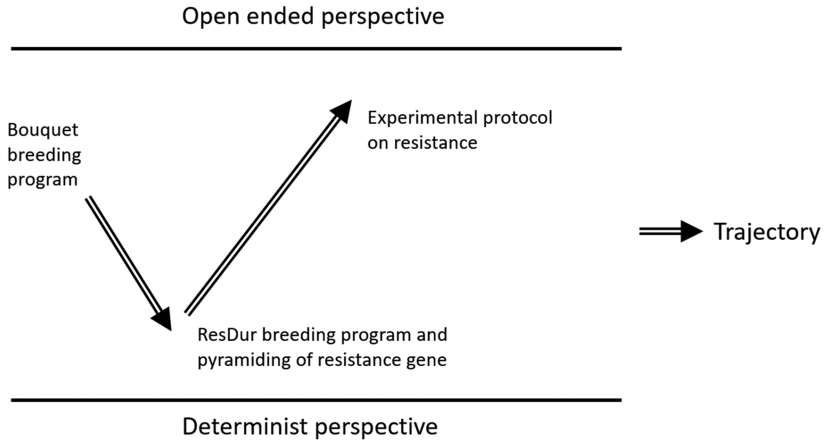 Open ended perspective
Bouquet
breeding
program
Experimental protocol
on resistance
Trajectory
ResDur breeding program and
pyramiding of resistance gene
Determinist perspective